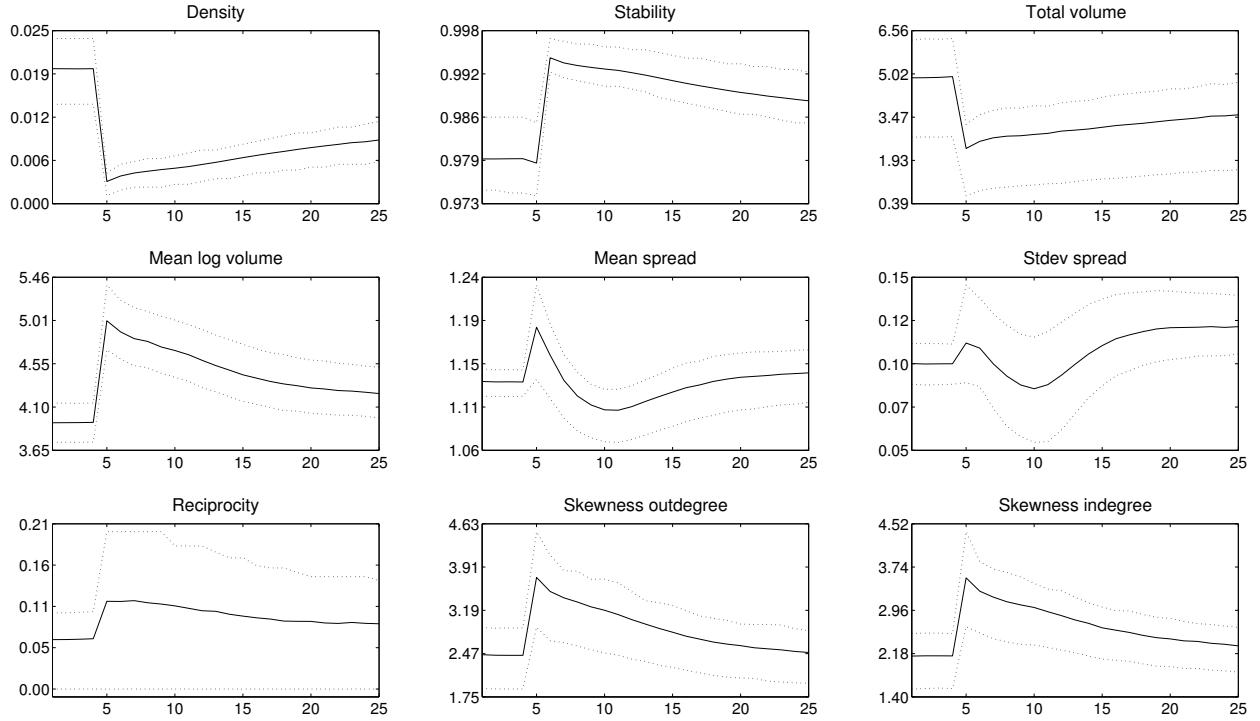 Density
0.025
0.019
0.012
0.006
0.000
5 10 15 20 25
Stability
0.998
0.992
0.986
0.979
0.973
5 10 15 20 25
Total volume
6.56
5.02
3.47
1.93
0.39
5 10 15 20 25
Mean log volume
5.46
5.01
4.55
4.10
3.65
5 10 15 20 25
Mean spread
1.24
1.19
1.15
1.11
1.06
5 10 15 20 25
Stdev spread
0.15
0.12
0.10
0.07
0.05
5 10 15 20 25
Reciprocity
0.21
0.16
0.11
0.05
0.00
5 10 15 20 25
Skewness outdegree
4.63
3.91
3.19
2.47
1.75
5 10 15 20 25
Skewness indegree
4.52
3.74
2.96
2.18
1.40
5 10 15 20 25